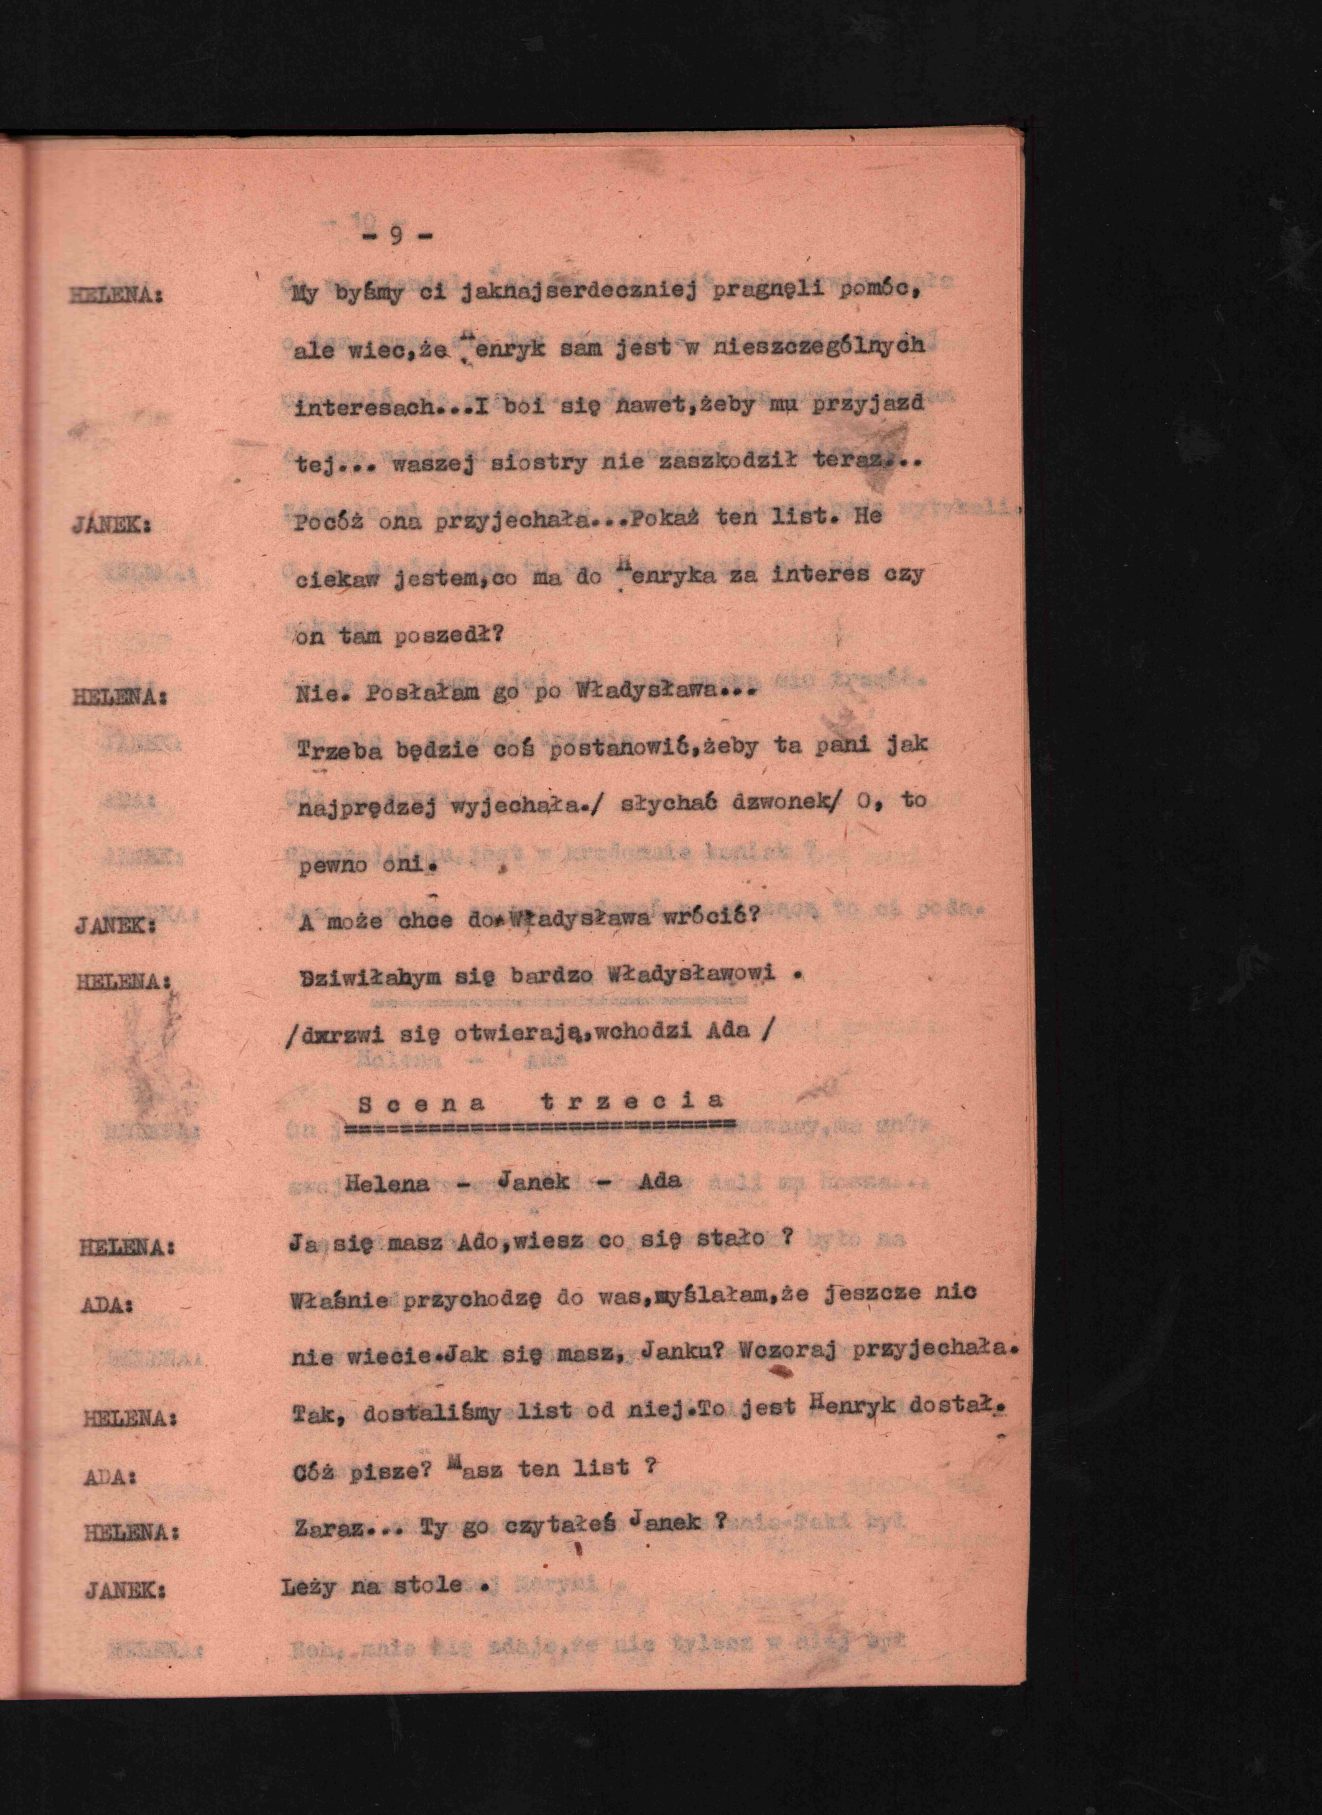 - 9 -
HELENA: My byśmy ci jaknajserdeczniej pragnęli pomóc,
ale wiec,że Henryk sam jest w nieszczególnych
interesach...I boi się nawet,żeby mu przyjazd
tej... waszej siostry nie zaszkodził teraz...
JANEK: Pocóż ona przyjechała...Pokaż ten list. He
ciekaw jestem,co ma do Henryka za interes czy
on tam poszedł?
HELENA: Nie. Posłałam go po Władysława...
Trzeba będzie coś postanowić,żeby ta pani jak
najprędzej wyjechała./ słychać dzwonek/ O, to
pewno oni.
JANEK: A może chce do Władysława wrócić?
HELENA: Dziwiłahym się bardzo Władysławowi .
/dxrzwi się otwierają,wchodzi Ada /
Scena trzecia
Helena - Janek - Ada
HELENA: Ja się masz Ado,wiesz co się stało ?
ADA: Właśnie przychodzę do was,myślałam,że jeszcze nic
nie wiecie.Jak się masz, Janku? Wczoraj przyjechała.
HELENA: Tak, dostaliśmy list od niej.To jest Henryk dostał.
ADA: Cóż pisze? Masz ten list ?
HELENA: Zaraz... Ty go czytałeś Janek ?
JANEK: Leży na stole .